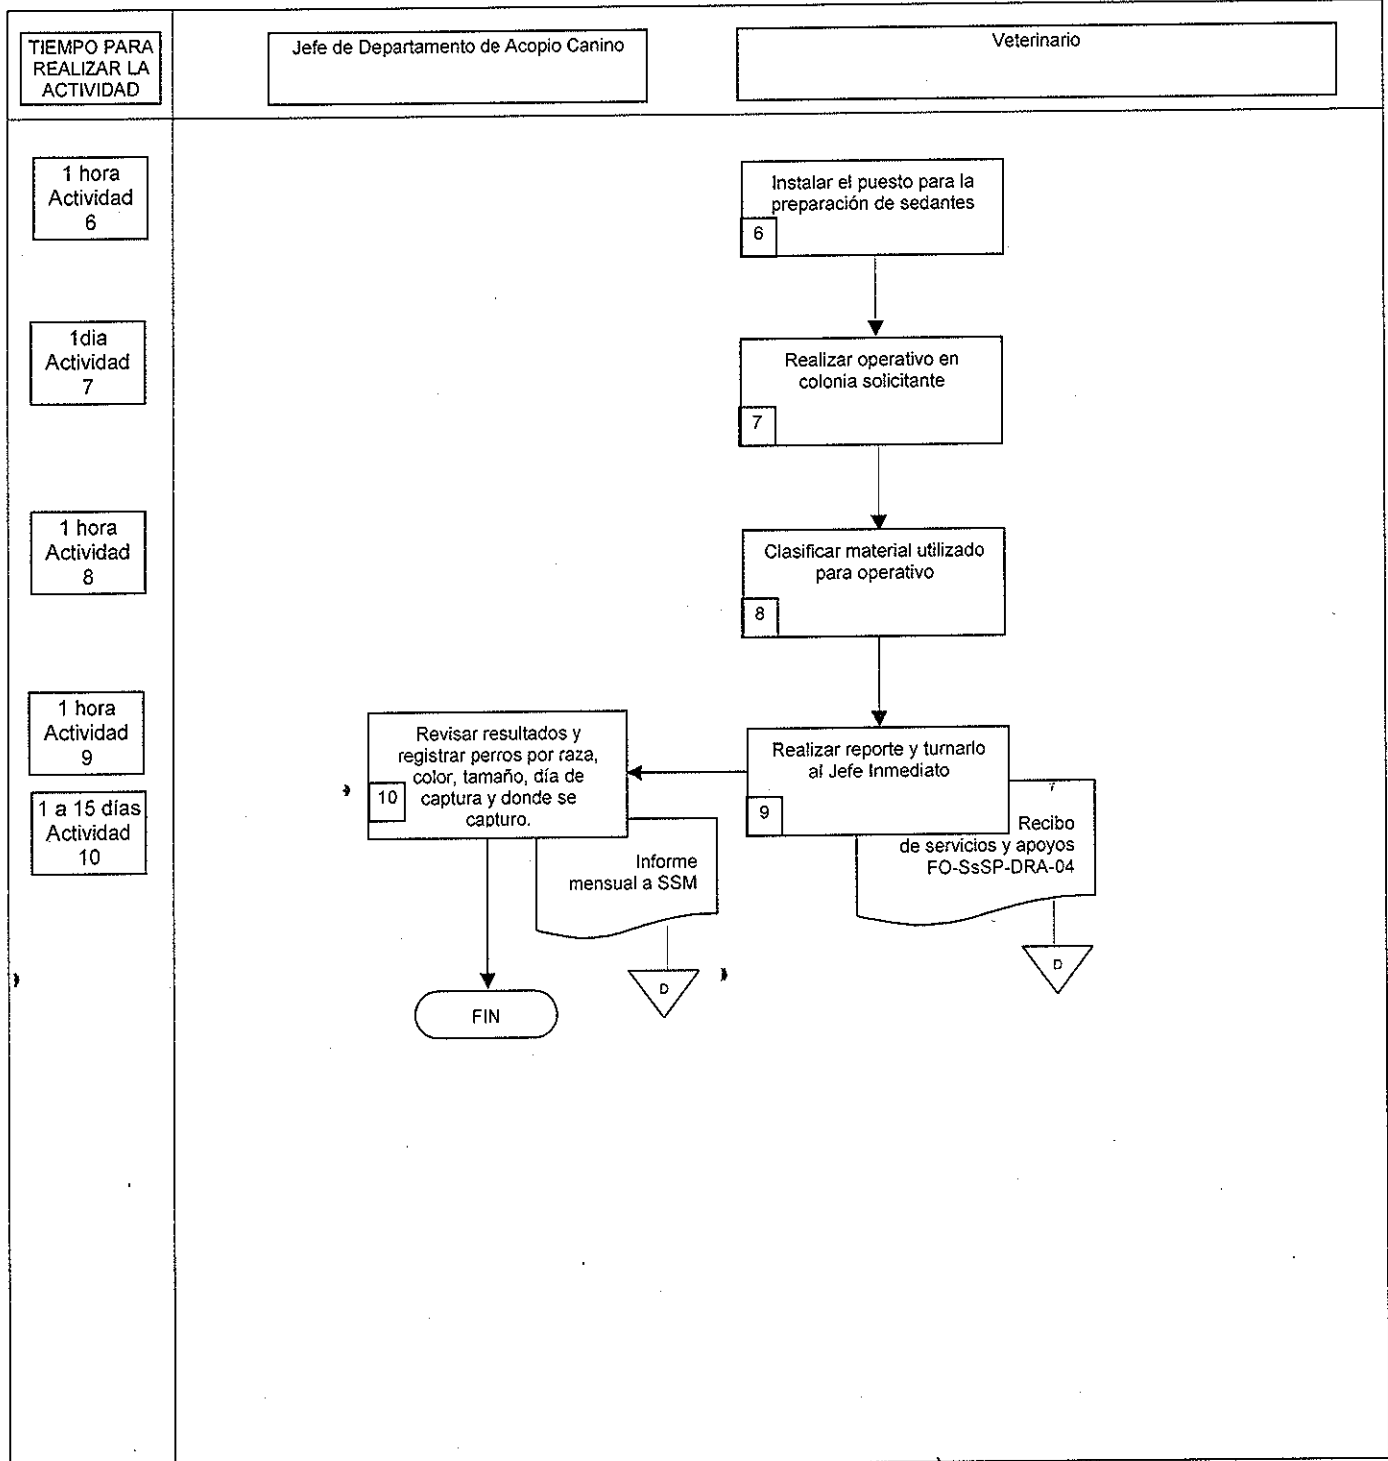 TIEMPO PARA
REALIZAR LA
ACTIVIDAD
Jefe de Departamento de Acopio Canino
Veterinario
1 hora
Actividad
6
Instalar el puesto para la
preparación de sedantes
6
1dia
Actividad
7
Realizar operativo en
colonia solicitante
7
1 hora
Actividad
8
Clasificar material utilizado
para operativo
8
1 hora
Actividad
9
Revisar resultados y
registrar perros por raza,
color, tamaño, día de
captura y donde se
capturo.
10
Realizar reporte y turnarlo
al Jefe Inmediato
9
1 a 15 días
Actividad
10
Recibo
de servicios y apoyos
FO-SsSP-DRA-04
Informe
mensual a SSM
D
D
FIN